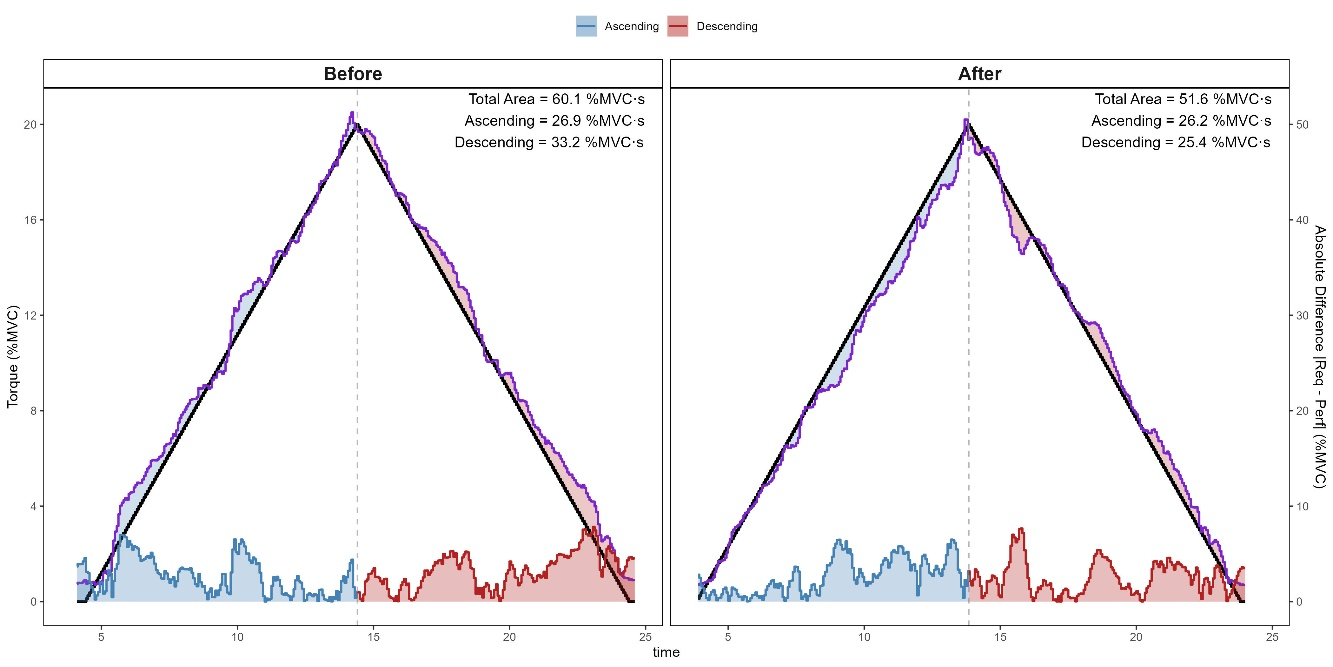 Ascending Descending
Before
After
Total Area = 60.1 %MVC·s
Ascending = 26.9 %MVC·s
Descending = 33.2 %MVC·s
Total Area = 51.6 %MVC·s
Ascending = 26.2 %MVC·s
Descending = 25.4 %MVC·s
Torque (%MVC)
20
16
12
8
4
0
50
40
30
20
10
0
Absolute Difference |Req - Perf| (%MVC)
5 10 15 20 25
5 10 15 20 25
time